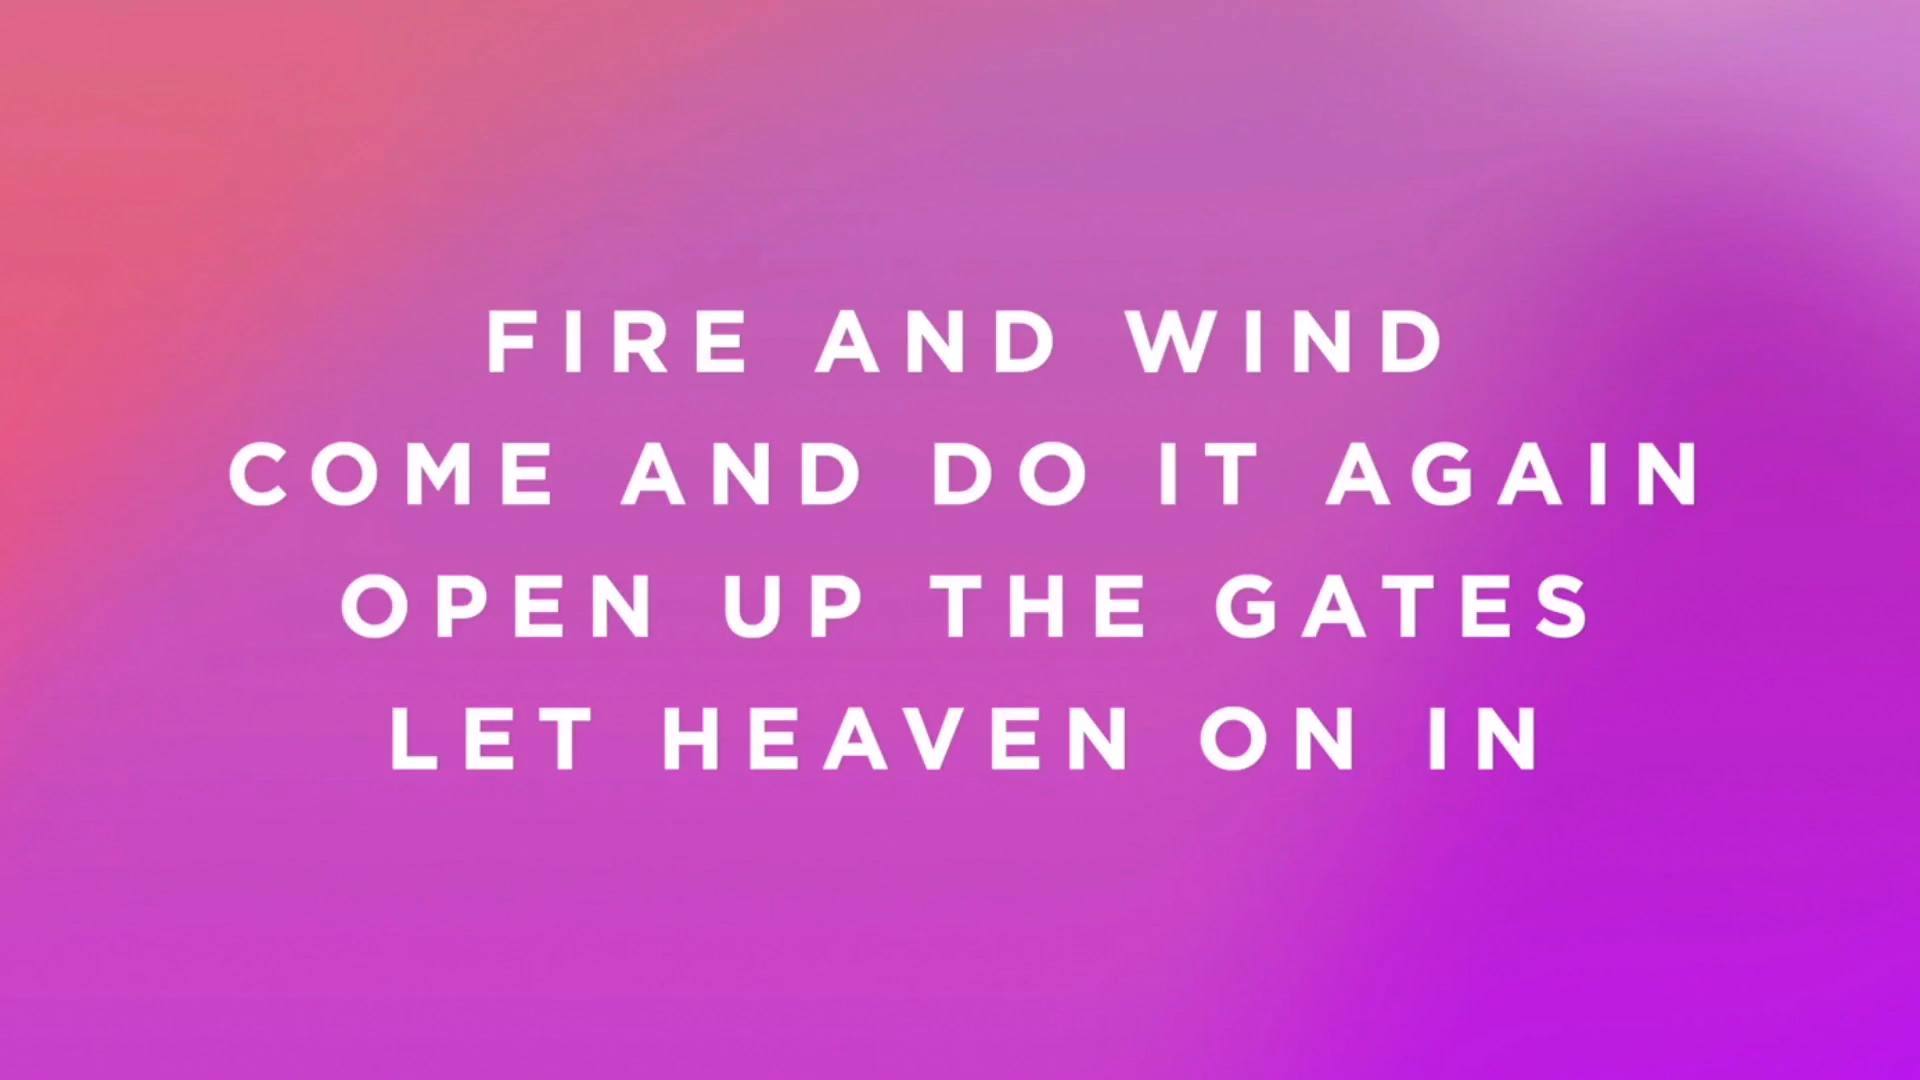 FIRE AND WIND
COME AND DO IT AGAIN
OPEN UP THE GATES
LET HEAVEN ON IN